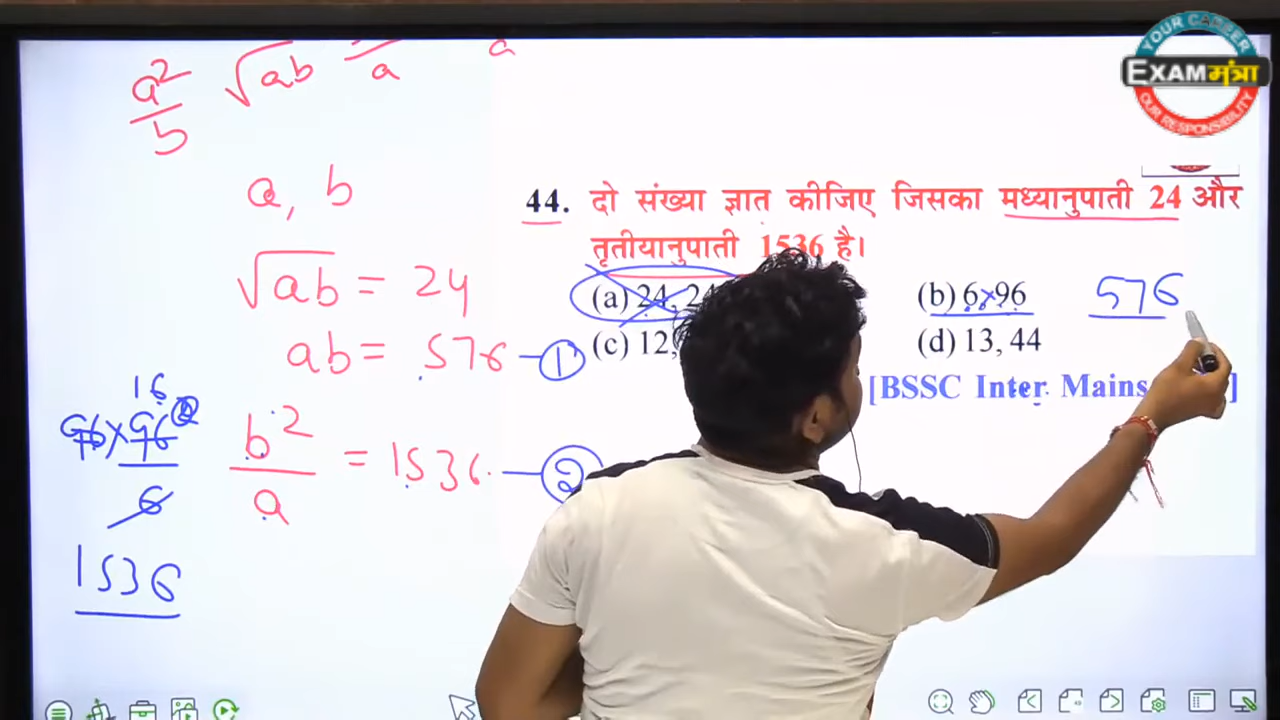 YOUR CAREER
EXAMमंत्रा
OUR RESPONSIBILITY
a²/b √ab /a a
a, b
√ab = 24
ab = 576 — ①
b²/a = 1536 — ②
16
96×96
6
1536
44. दो संख्या ज्ञात कीजिए जिसका मध्यानुपाती 24 और
तृतीयानुपाती 1536 है।
(a) 24, 24
(b) 6×96 576
(c) 12,
(d) 13, 44
[BSSC Inter Mains ]